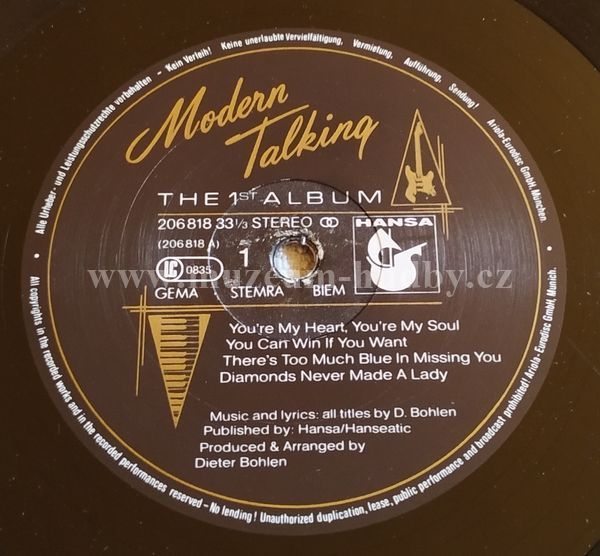 Alle Urheber- und Leistungsschutzrechte vorbehalten - Kein Verleih! Keine unerlaubte Vervielfältigung, Vermietung, Aufführung, Sendung! Ariola-Eurodisc GmbH, München.
Modern
Talking
THE 1ST ALBUM
206 818 33 1/3 STEREO
HANSA
(206 818 A)
1
LC 0835
GEMA STEMRA BIEM
www.muzeum-hudby.cz
You're My Heart, You're My Soul
You Can Win If You Want
There's Too Much Blue In Missing You
Diamonds Never Made A Lady
Music and lyrics: all titles by D. Bohlen
Published by: Hansa/Hanseatic
Produced & Arranged by
Dieter Bohlen
All copyrights in the recorded works and in the recorded performances reserved - No lending! Unauthorized duplication, lease, public performance and broadcast prohibited! Ariola-Eurodisc GmbH, Munich.